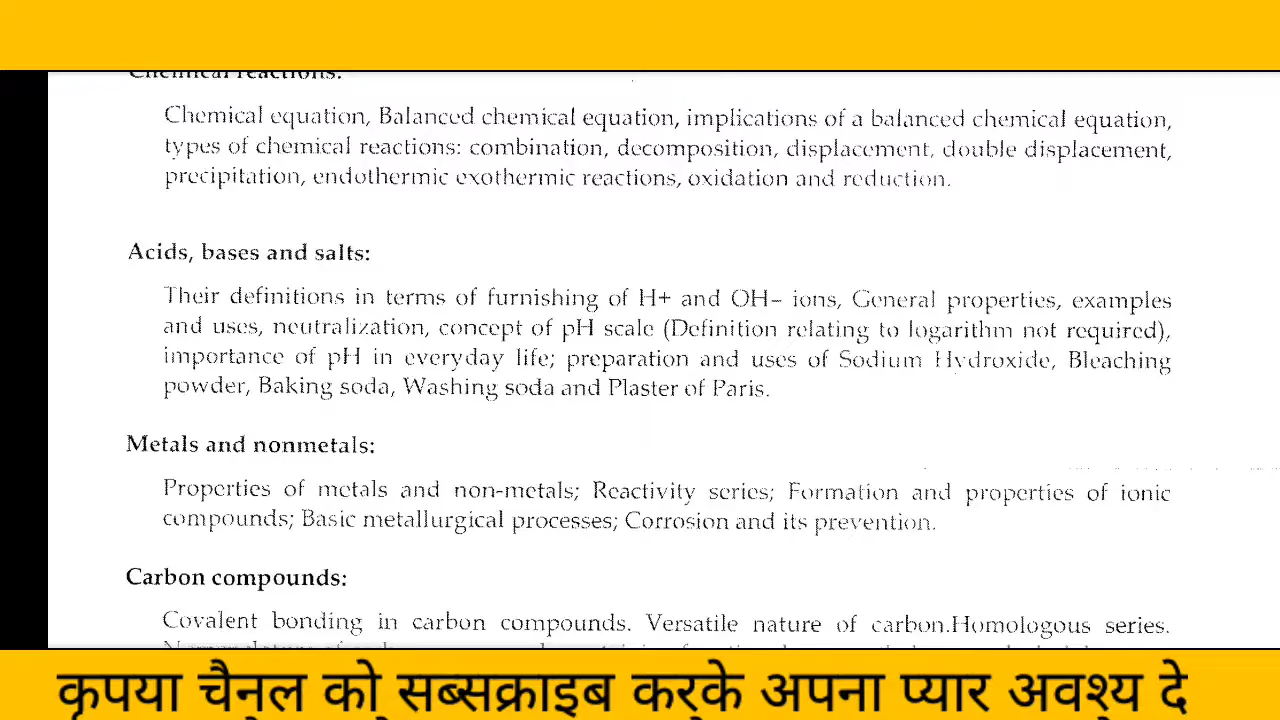 Chemical reactions:
Chemical equation, Balanced chemical equation, implications of a balanced chemical equation,
types of chemical reactions: combination, decomposition, displacement, double displacement,
precipitation, endothermic exothermic reactions, oxidation and reduction.
Acids, bases and salts:
Their definitions in terms of furnishing of H+ and OH– ions, General properties, examples
and uses, neutralization, concept of pH scale (Definition relating to logarithm not required),
importance of pH in everyday life; preparation and uses of Sodium Hydroxide, Bleaching
powder, Baking soda, Washing soda and Plaster of Paris.
Metals and nonmetals:
Properties of metals and non-metals; Reactivity series; Formation and properties of ionic
compounds; Basic metallurgical processes; Corrosion and its prevention.
Carbon compounds:
Covalent bonding in carbon compounds. Versatile nature of carbon.Homologous series.
कृपया चैनल को सब्सक्राइब करके अपना प्यार अवश्य दे